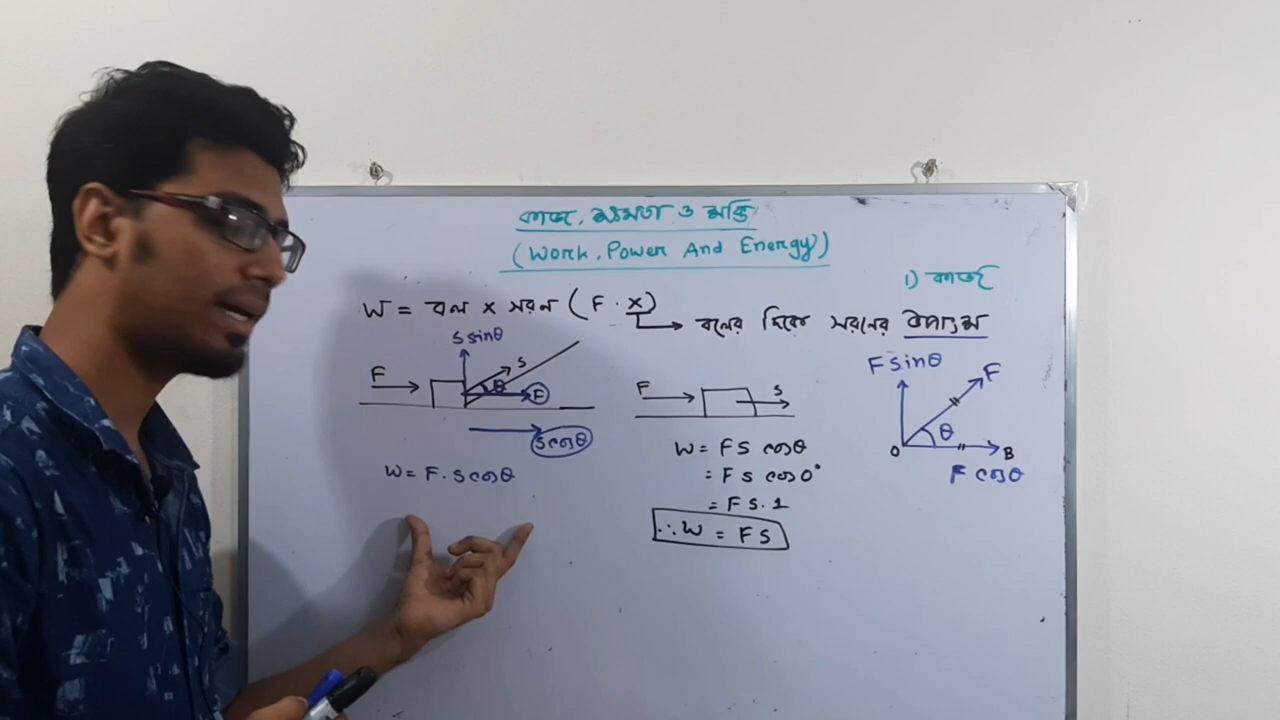 কাজ, ক্ষমতা ও শক্তি
(Work, Power And Energy)
1) কাজ
W = বল × সরণ (F · x)
বলের দিকে সরণের উপাংশ
S sinθ
F
S
θ
F
S cosθ
W = F · S cosθ
F
S
W = FS cosθ
= FS cos0°
= FS.1
∴ W = FS
F sinθ
F
θ
O
B
F cosθ